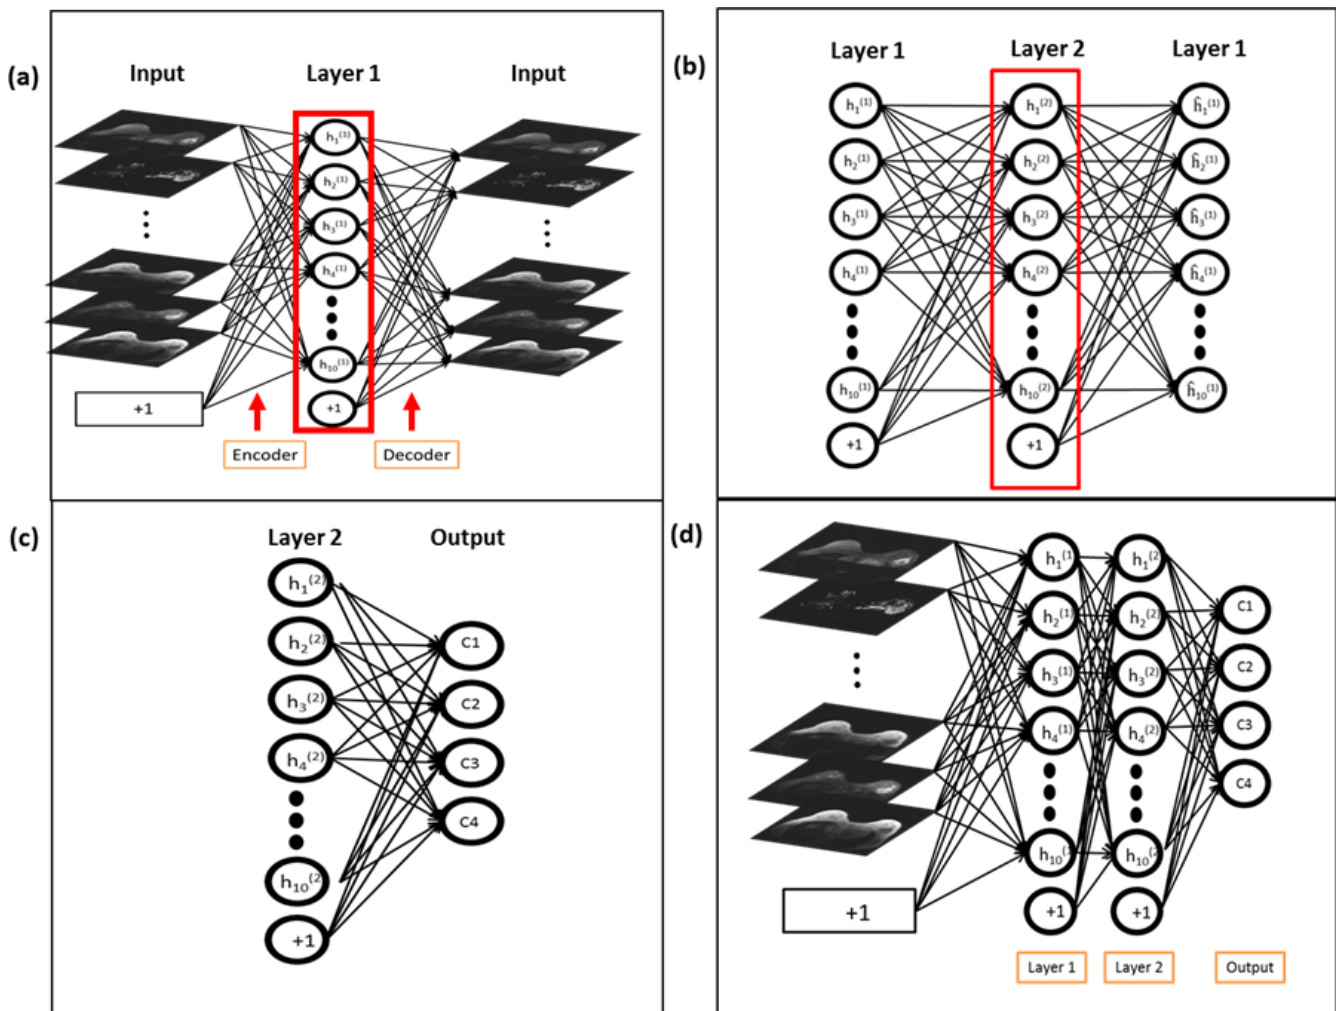 (a)
Input Layer 1 Input
h₁⁽¹⁾
h₂⁽¹⁾
h₃⁽¹⁾
h₄⁽¹⁾
h₁₀⁽¹⁾
+1 +1
Encoder Decoder
(b)
Layer 1 Layer 2 Layer 1
h₁⁽¹⁾ h₁⁽²⁾ ĥ₁⁽¹⁾
h₂⁽¹⁾ h₂⁽²⁾ ĥ₂⁽¹⁾
h₃⁽¹⁾ h₃⁽²⁾ ĥ₃⁽¹⁾
h₄⁽¹⁾ h₄⁽²⁾ ĥ₄⁽¹⁾
h₁₀⁽¹⁾ h₁₀⁽²⁾ ĥ₁₀⁽¹⁾
+1 +1
(c)
Layer 2 Output
h₁⁽²⁾
h₂⁽²⁾ C1
h₃⁽²⁾ C2
h₄⁽²⁾ C3
C4
h₁₀⁽²⁾
+1
(d)
h₁⁽¹ h₁⁽²
h₂⁽¹⁾ h₂⁽²⁾ C1
h₃⁽¹⁾ h₃⁽²⁾ C2
h₄⁽¹⁾ h₄⁽²⁾ C3
C4
h₁₀⁽¹ h₁₀⁽²
+1 +1 +1
Layer 1 Layer 2 Output